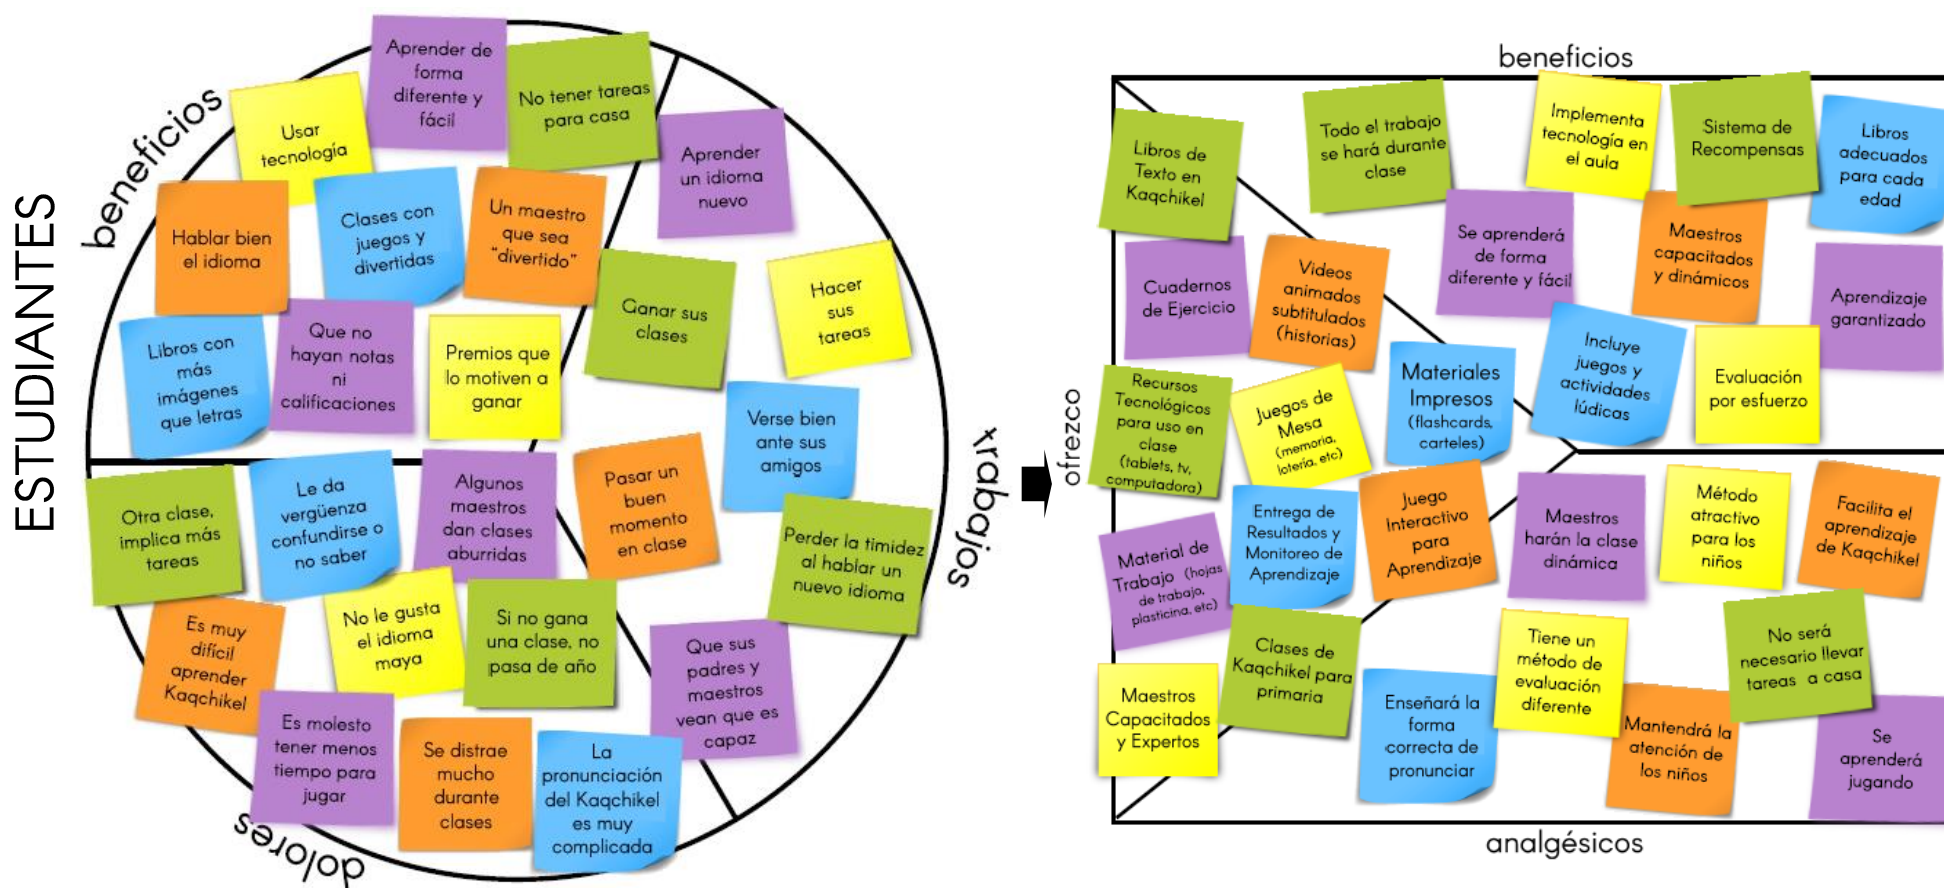 ESTUDIANTES
beneficios
Aprender de
forma
diferente y
fácil
No tener tareas
para casa
Usar
tecnología
Aprender
un idioma
nuevo
Hablar bien
el idioma
Clases con
juegos y
divertidas
Un maestro
que sea
"divertido"
Ganar sus
clases
Hacer
sus
tareas
Libros con
más
imágenes
que letras
Que no
hayan notas
ni
calificaciones
Premios que
lo motiven a
ganar
Verse bien
ante sus
amigos
trabajos
Otra clase,
implica más
tareas
Le da
vergüenza
confundirse o
no saber
Algunos
maestros
dan clases
aburridas
Pasar un
buen
momento
en clase
Perder la timidez
al hablar un
nuevo idioma
Es muy
difícil
aprender
Kaqchikel
No le gusta
el idioma
maya
Si no gana
una clase, no
pasa de año
Que sus
padres y
maestros
vean que es
capaz
Es molesto
tener menos
tiempo para
jugar
Se distrae
mucho
durante
clases
La
pronunciación
del Kaqchikel
es muy
complicada
dolores
beneficios
ofrezco
Libros de
Texto en
Kaqchikel
Todo el trabajo
se hará durante
clase
Implementa
tecnología en
el aula
Sistema de
Recompensas
Libros
adecuados
para cada
edad
Cuadernos
de Ejercicio
Videos
animados
subtitulados
(historias)
Se aprenderá
de forma
diferente y fácil
Maestros
capacitados
y dinámicos
Aprendizaje
garantizado
Recursos
Tecnológicos
para uso en
clase
(tablets, tv,
computadora)
Juegos de
Mesa
(memoria,
lotería, etc)
Materiales
Impresos
(flashcards,
carteles)
Incluye
juegos y
actividades
lúdicas
Evaluación
por esfuerzo
Material de
Trabajo (hojas
de trabajo,
plasticina, etc)
Entrega de
Resultados y
Monitoreo de
Aprendizaje
Juego
Interactivo
para
Aprendizaje
Maestros
harán la clase
dinámica
Método
atractivo
para los
niños
Facilita el
aprendizaje
de Kaqchikel
Maestros
Capacitados
y Expertos
Clases de
Kaqchikel para
primaria
Enseñará la
forma
correcta de
pronunciar
Tiene un
método de
evaluación
diferente
Mantendrá la
atención de
los niños
No será
necesario llevar
tareas a casa
Se
aprenderá
jugando
analgésicos